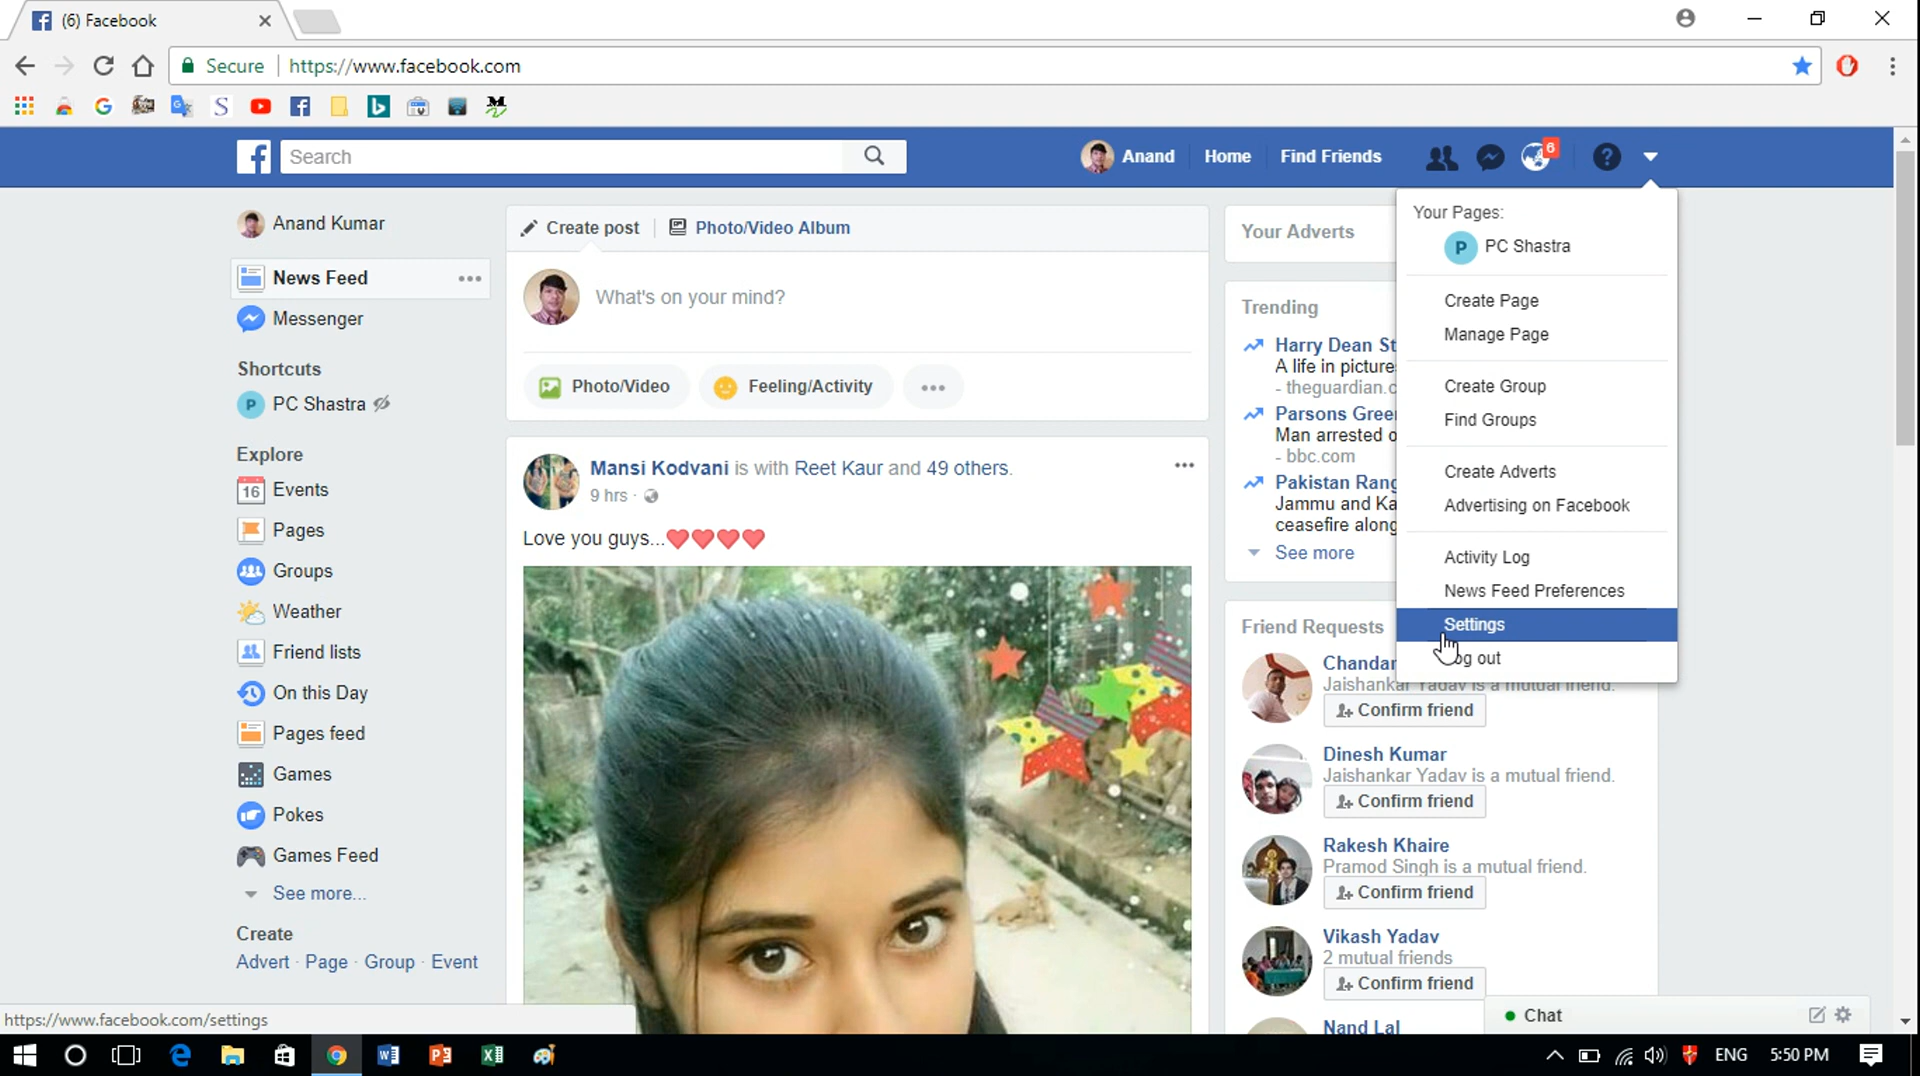 (6) Facebook
Secure https://www.facebook.com
Search
Anand Home Find Friends 6
Anand Kumar
News Feed
Messenger
Shortcuts
P PC Shastra
Explore
16 Events
Pages
Groups
Weather
Friend lists
On this Day
Pages feed
Games
Pokes
Games Feed
See more...
Create
Advert · Page · Group · Event
Create post Photo/Video Album
What's on your mind?
Photo/Video Feeling/Activity
Mansi Kodvani is with Reet Kaur and 49 others.
9 hrs ·
Love you guys...
Your Adverts
Trending
Harry Dean
A life in picture
- theguardian.c
Parsons
Man arrested
- bbc.com
Pakistan
Jammu and
ceasefire
See more
Friend Requests
Jaishankar Yadav is a mutual friend.
Confirm friend
Dinesh Kumar
Jaishankar Yadav is a mutual friend.
Confirm friend
Rakesh Khaire
Pramod Singh is a mutual friend.
Confirm friend
Vikash Yadav
2 mutual friends
Confirm friend
Nand Lal
Your Pages:
P PC Shastra
Create Page
Manage Page
Create Group
Find Groups
Create Adverts
Advertising on Facebook
Activity Log
News Feed Preferences
Settings
out
Chat
https://www.facebook.com/settings
ENG 5:50 PM